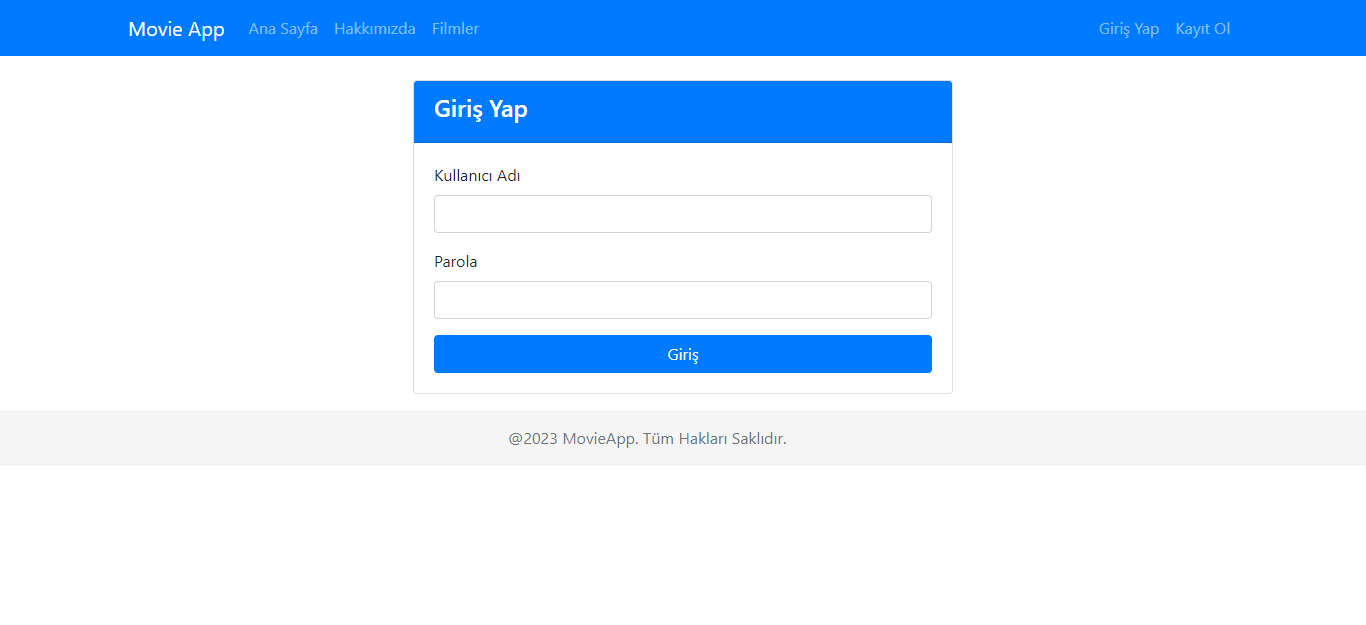 Movie App Ana Sayfa Hakkımızda Filmler Giriş Yap Kayıt Ol
Giriş Yap
Kullanıcı Adı
Parola
Giriş
@2023 MovieApp. Tüm Hakları Saklıdır.